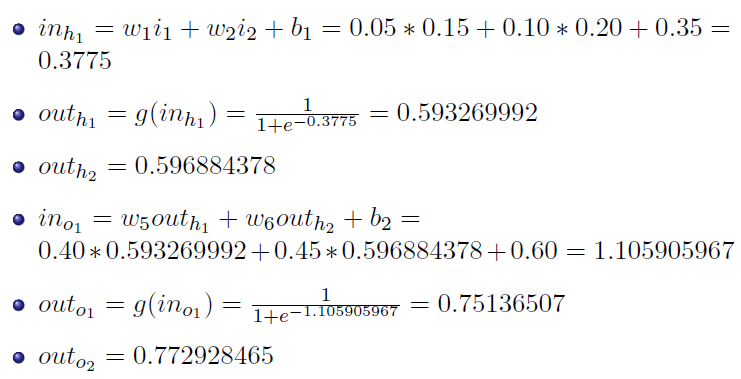 • in_{h_1} = w_1 i_1 + w_2 i_2 + b_1 = 0.05 * 0.15 + 0.10 * 0.20 + 0.35 =
0.3775
• out_{h_1} = g(in_{h_1}) = \frac{1}{1+e^{-0.3775}} = 0.593269992
• out_{h_2} = 0.596884378
• in_{o_1} = w_5 out_{h_1} + w_6 out_{h_2} + b_2 =
0.40 * 0.593269992 + 0.45 * 0.596884378 + 0.60 = 1.105905967
• out_{o_1} = g(in_{o_1}) = \frac{1}{1+e^{-1.105905967}} = 0.75136507
• out_{o_2} = 0.772928465